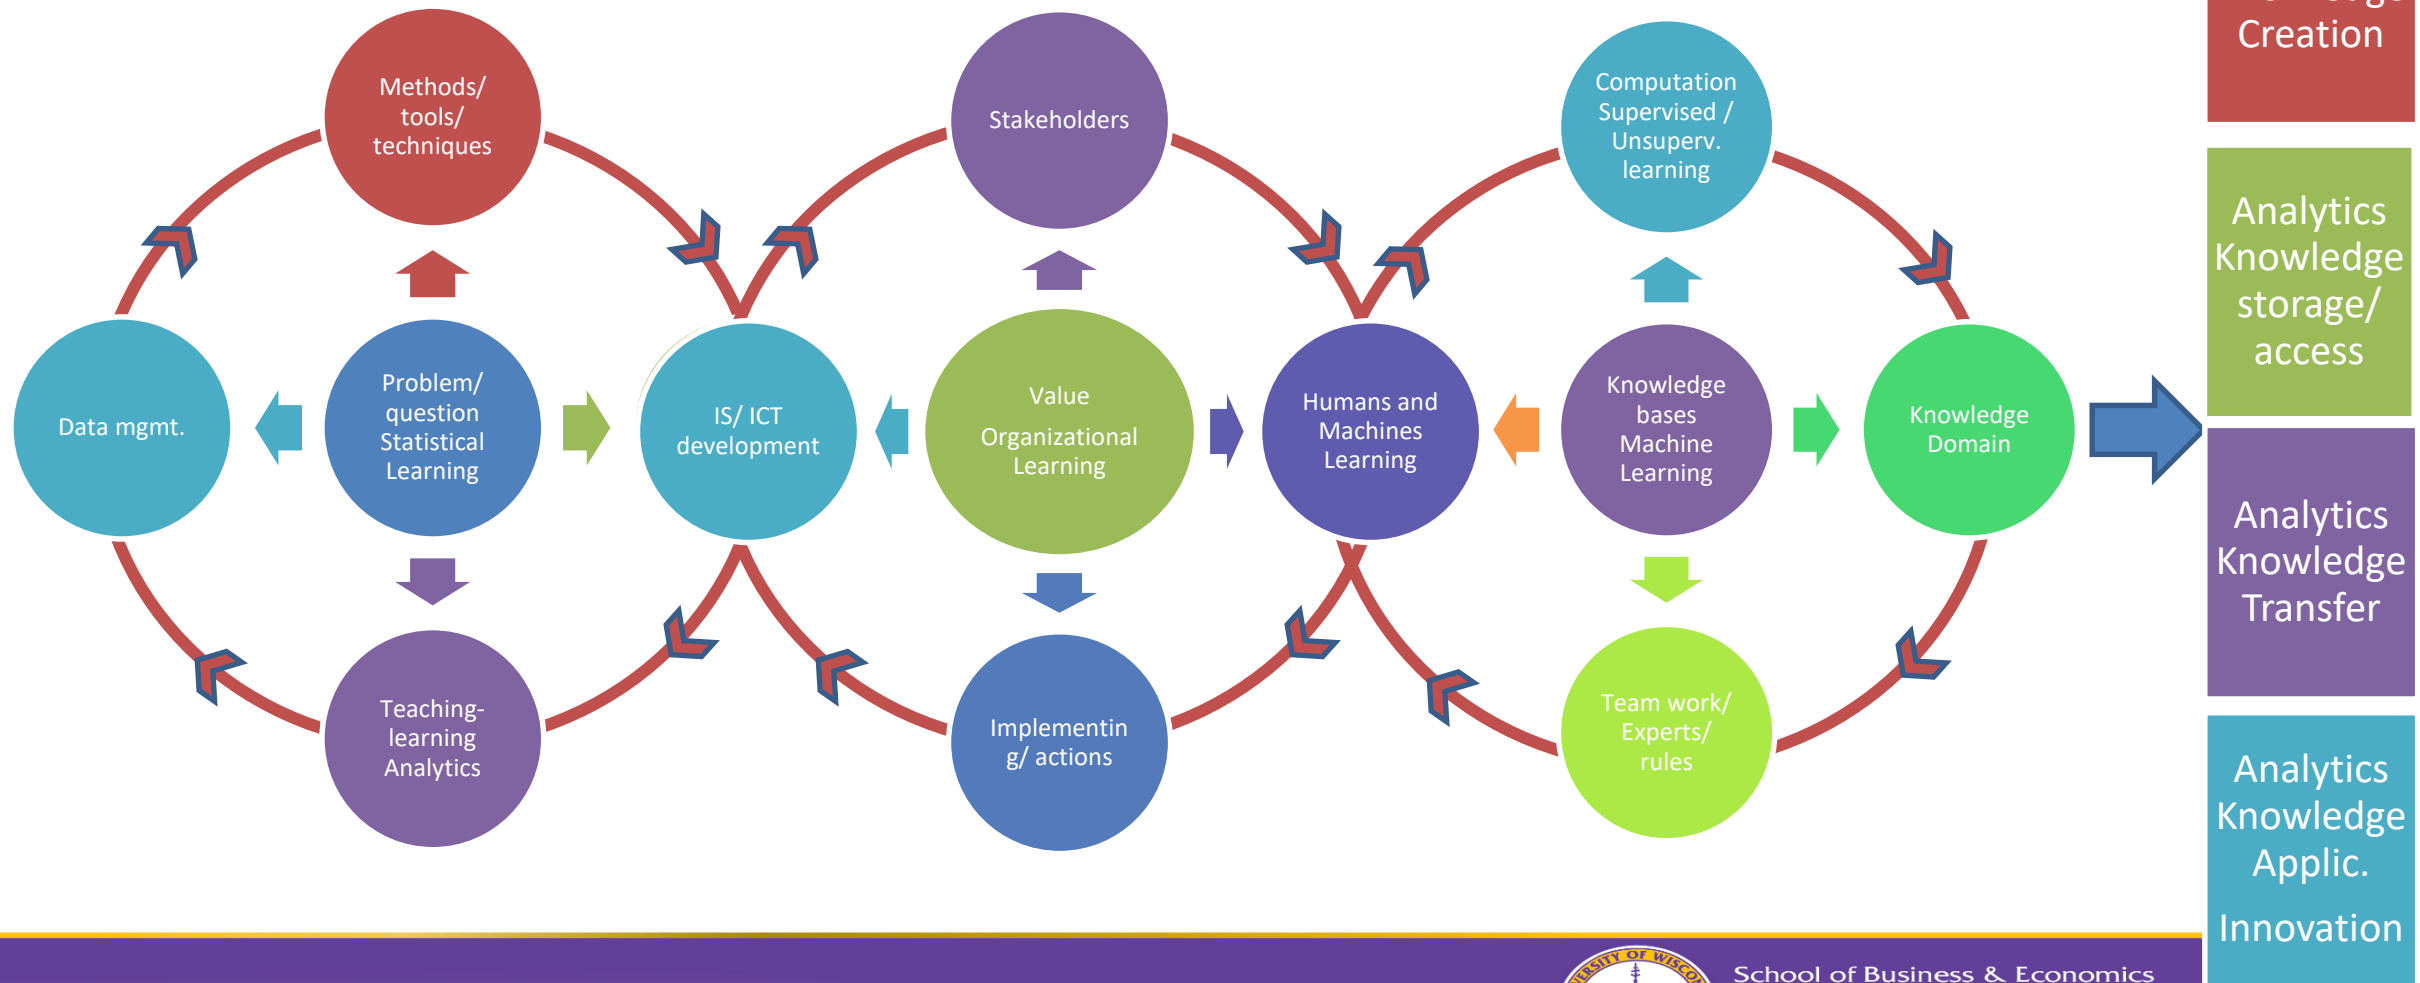 Creation
Methods/
tools/
techniques
Stakeholders
Computation
Supervised /
Unsuperv.
learning
Analytics
Knowledge
storage/
access
Data mgmt.
Problem/
question
Statistical
Learning
IS/ ICT
development
Value
Organizational
Learning
Humans and
Machines
Learning
Knowledge
bases
Machine
Learning
Knowledge
Domain
Analytics
Knowledge
Transfer
Teaching-
learning
Analytics
Implementin
g/ actions
Team work/
Experts/
rules
Analytics
Knowledge
Applic.
Innovation
School of Business & Economics